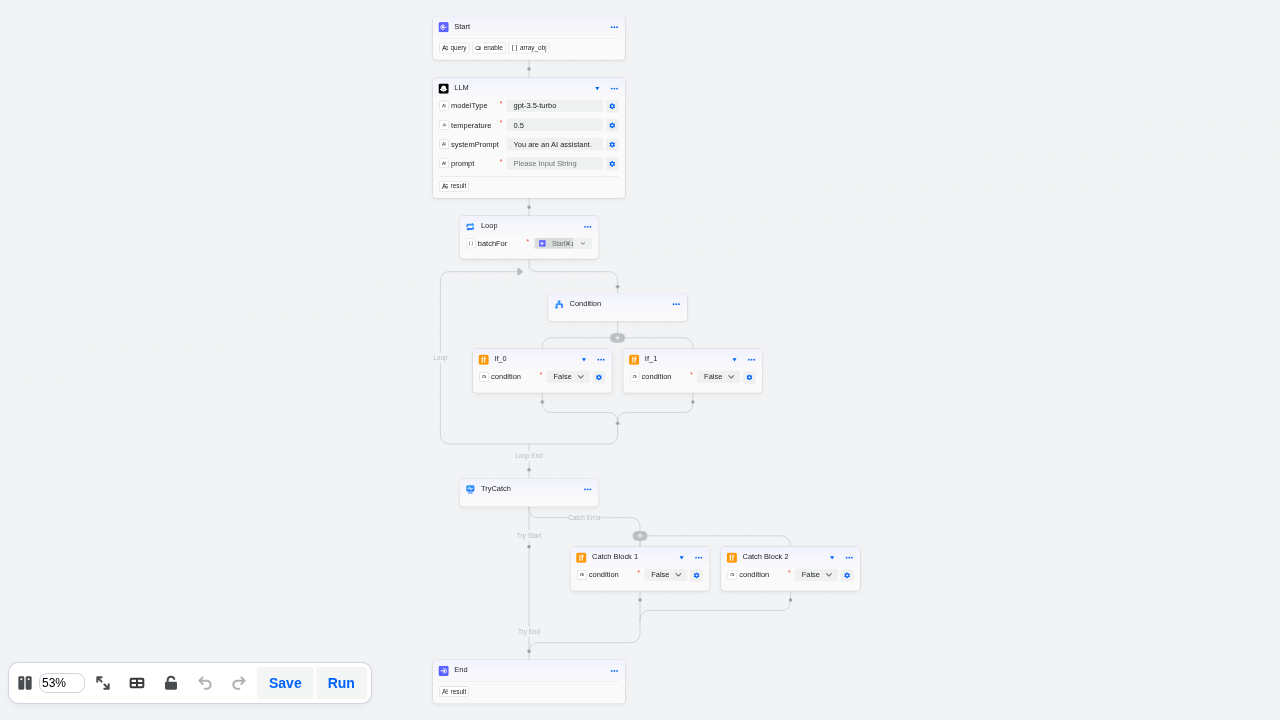 Start
query enable array_obj
LLM
modelType * gpt-3.5-turbo
temperature * 0.5
systemPrompt You are an AI assistant.
prompt * Please Input String
result
Loop
batchFor *
Condition
Loop
If_0
condition * False
If_1
condition * False
Loop End
TryCatch
Catch Error
Try Start
Catch Block 1
condition * False
Catch Block 2
condition * False
Try End
End
result
53% Save Run